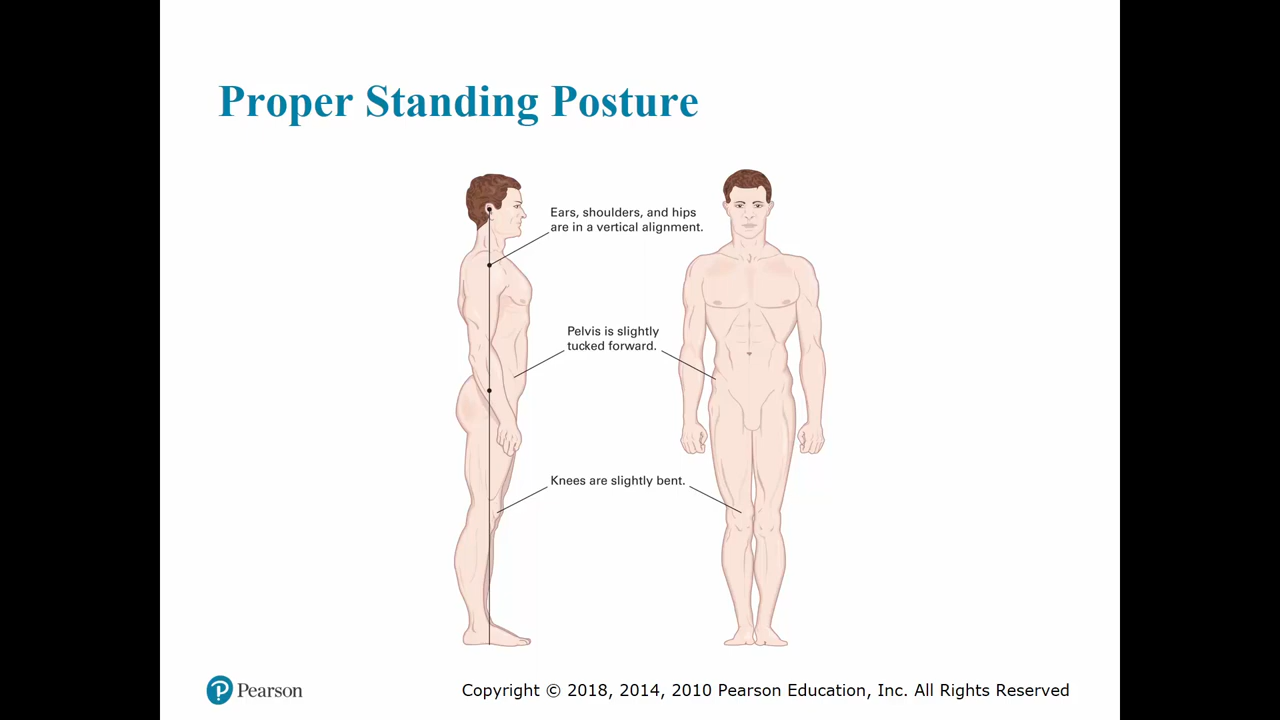 Proper Standing Posture
Ears, shoulders, and hips
are in a vertical alignment.
Pelvis is slightly
tucked forward.
Knees are slightly bent.
Pearson
Copyright © 2018, 2014, 2010 Pearson Education, Inc. All Rights Reserved